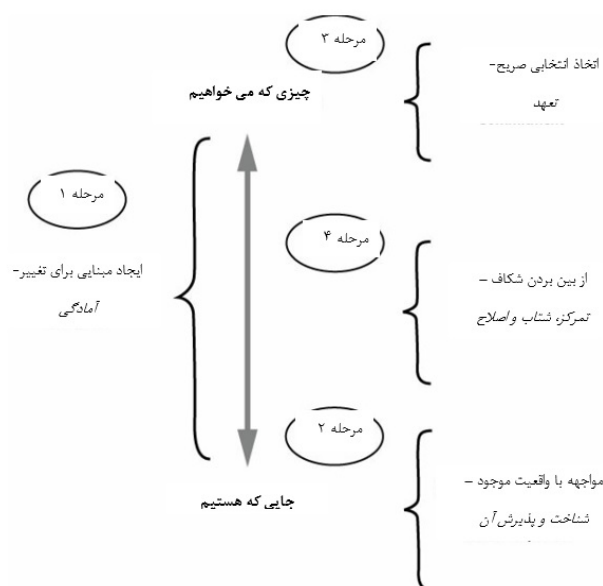 مرحله ۳
چیزی که می خواهیم
اتخاذ انتخابی صریح-
تعهد
مرحله ۱
ایجاد مبنایی برای تغییر-
آمادگی
مرحله ۴
از بین بردن شکاف –
تمرکز، شتاب و اصلاح
مرحله ۲
جایی که هستیم
مواجهه با واقعیت موجود –
شناخت و پذیرش آن